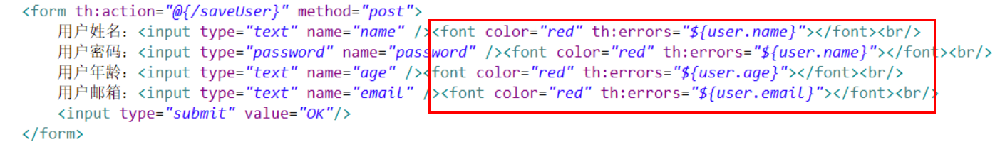 <form th:action="@{/saveUser}" method="post">
用户姓名：<input type="text" name="name" /><font color="red" th:errors="${user.name}"></font><br/>
用户密码：<input type="password" name="password" /><font color="red" th:errors="${user.name}"></font><br/>
用户年龄：<input type="text" name="age" /><font color="red" th:errors="${user.age}"></font><br/>
用户邮箱：<input type="text" name="email" /><font color="red" th:errors="${user.email}"></font><br/>
<input type="submit" value="OK"/>
</form>